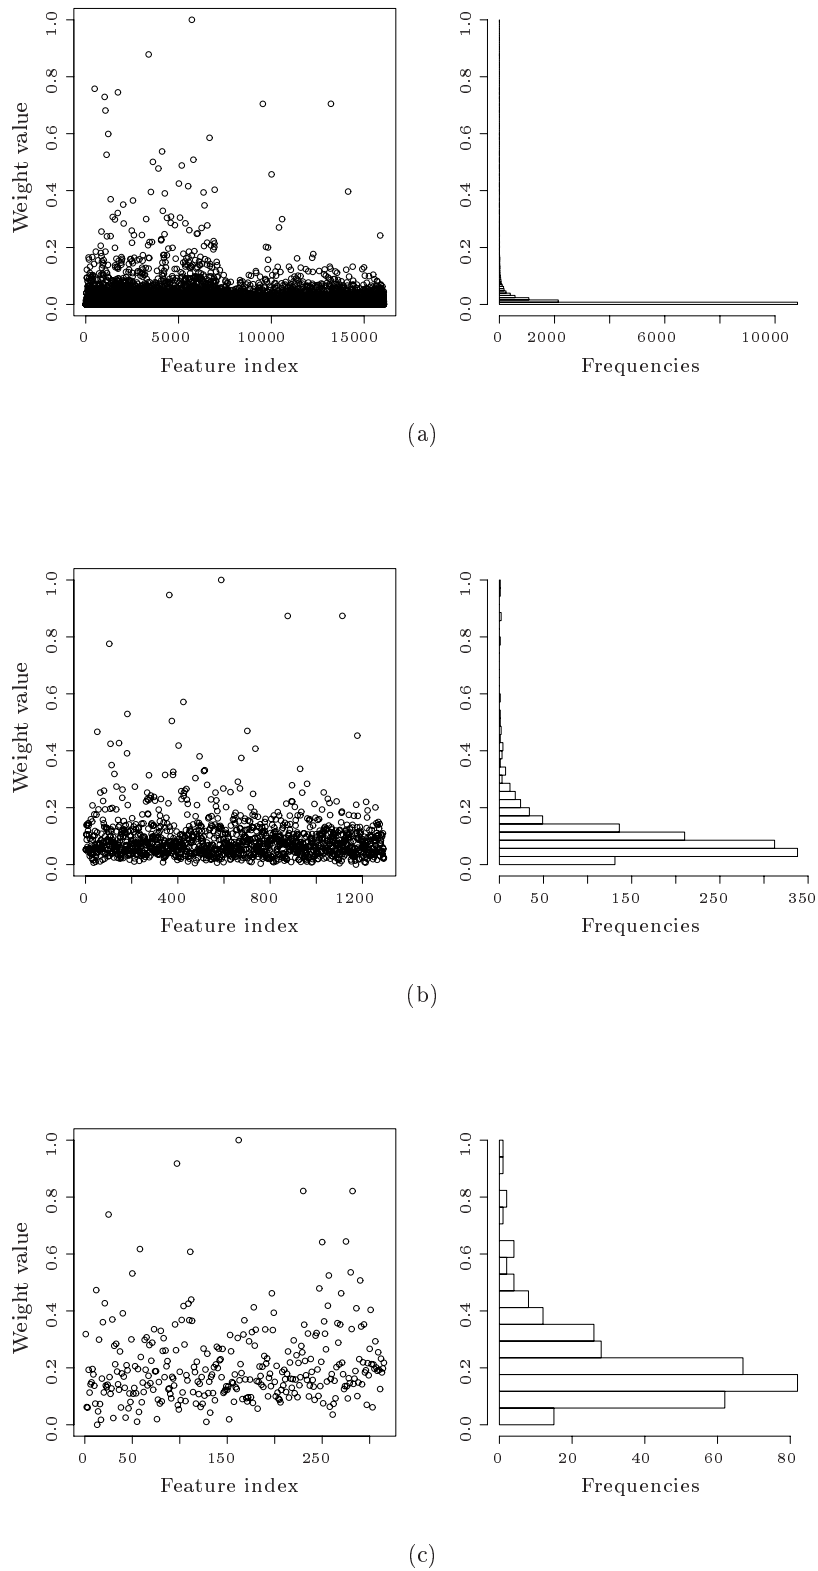 Weight value
0.0 0.2 0.4 0.6 0.8 1.0
0 5000 10000 15000
Feature index
0.0 0.2 0.4 0.6 0.8 1.0
0 2000 6000 10000
Frequencies
(a)
Weight value
0.0 0.2 0.4 0.6 0.8 1.0
0 400 800 1200
Feature index
0.0 0.2 0.4 0.6 0.8 1.0
0 50 150 250 350
Frequencies
(b)
Weight value
0.0 0.2 0.4 0.6 0.8 1.0
0 50 150 250
Feature index
0.0 0.2 0.4 0.6 0.8 1.0
0 20 40 60 80
Frequencies
(c)